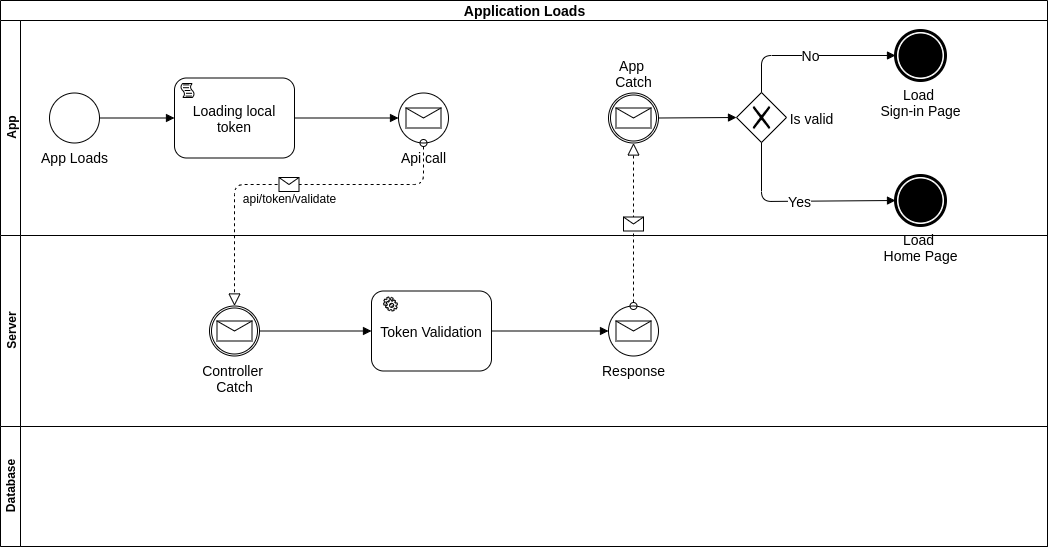 Application Loads
App
App Loads
Loading local
token
Api call
api/token/validate
App
Catch
Is valid
No
Load
Sign-in Page
Yes
Load
Home Page
Server
Controller
Catch
Token Validation
Response
Database